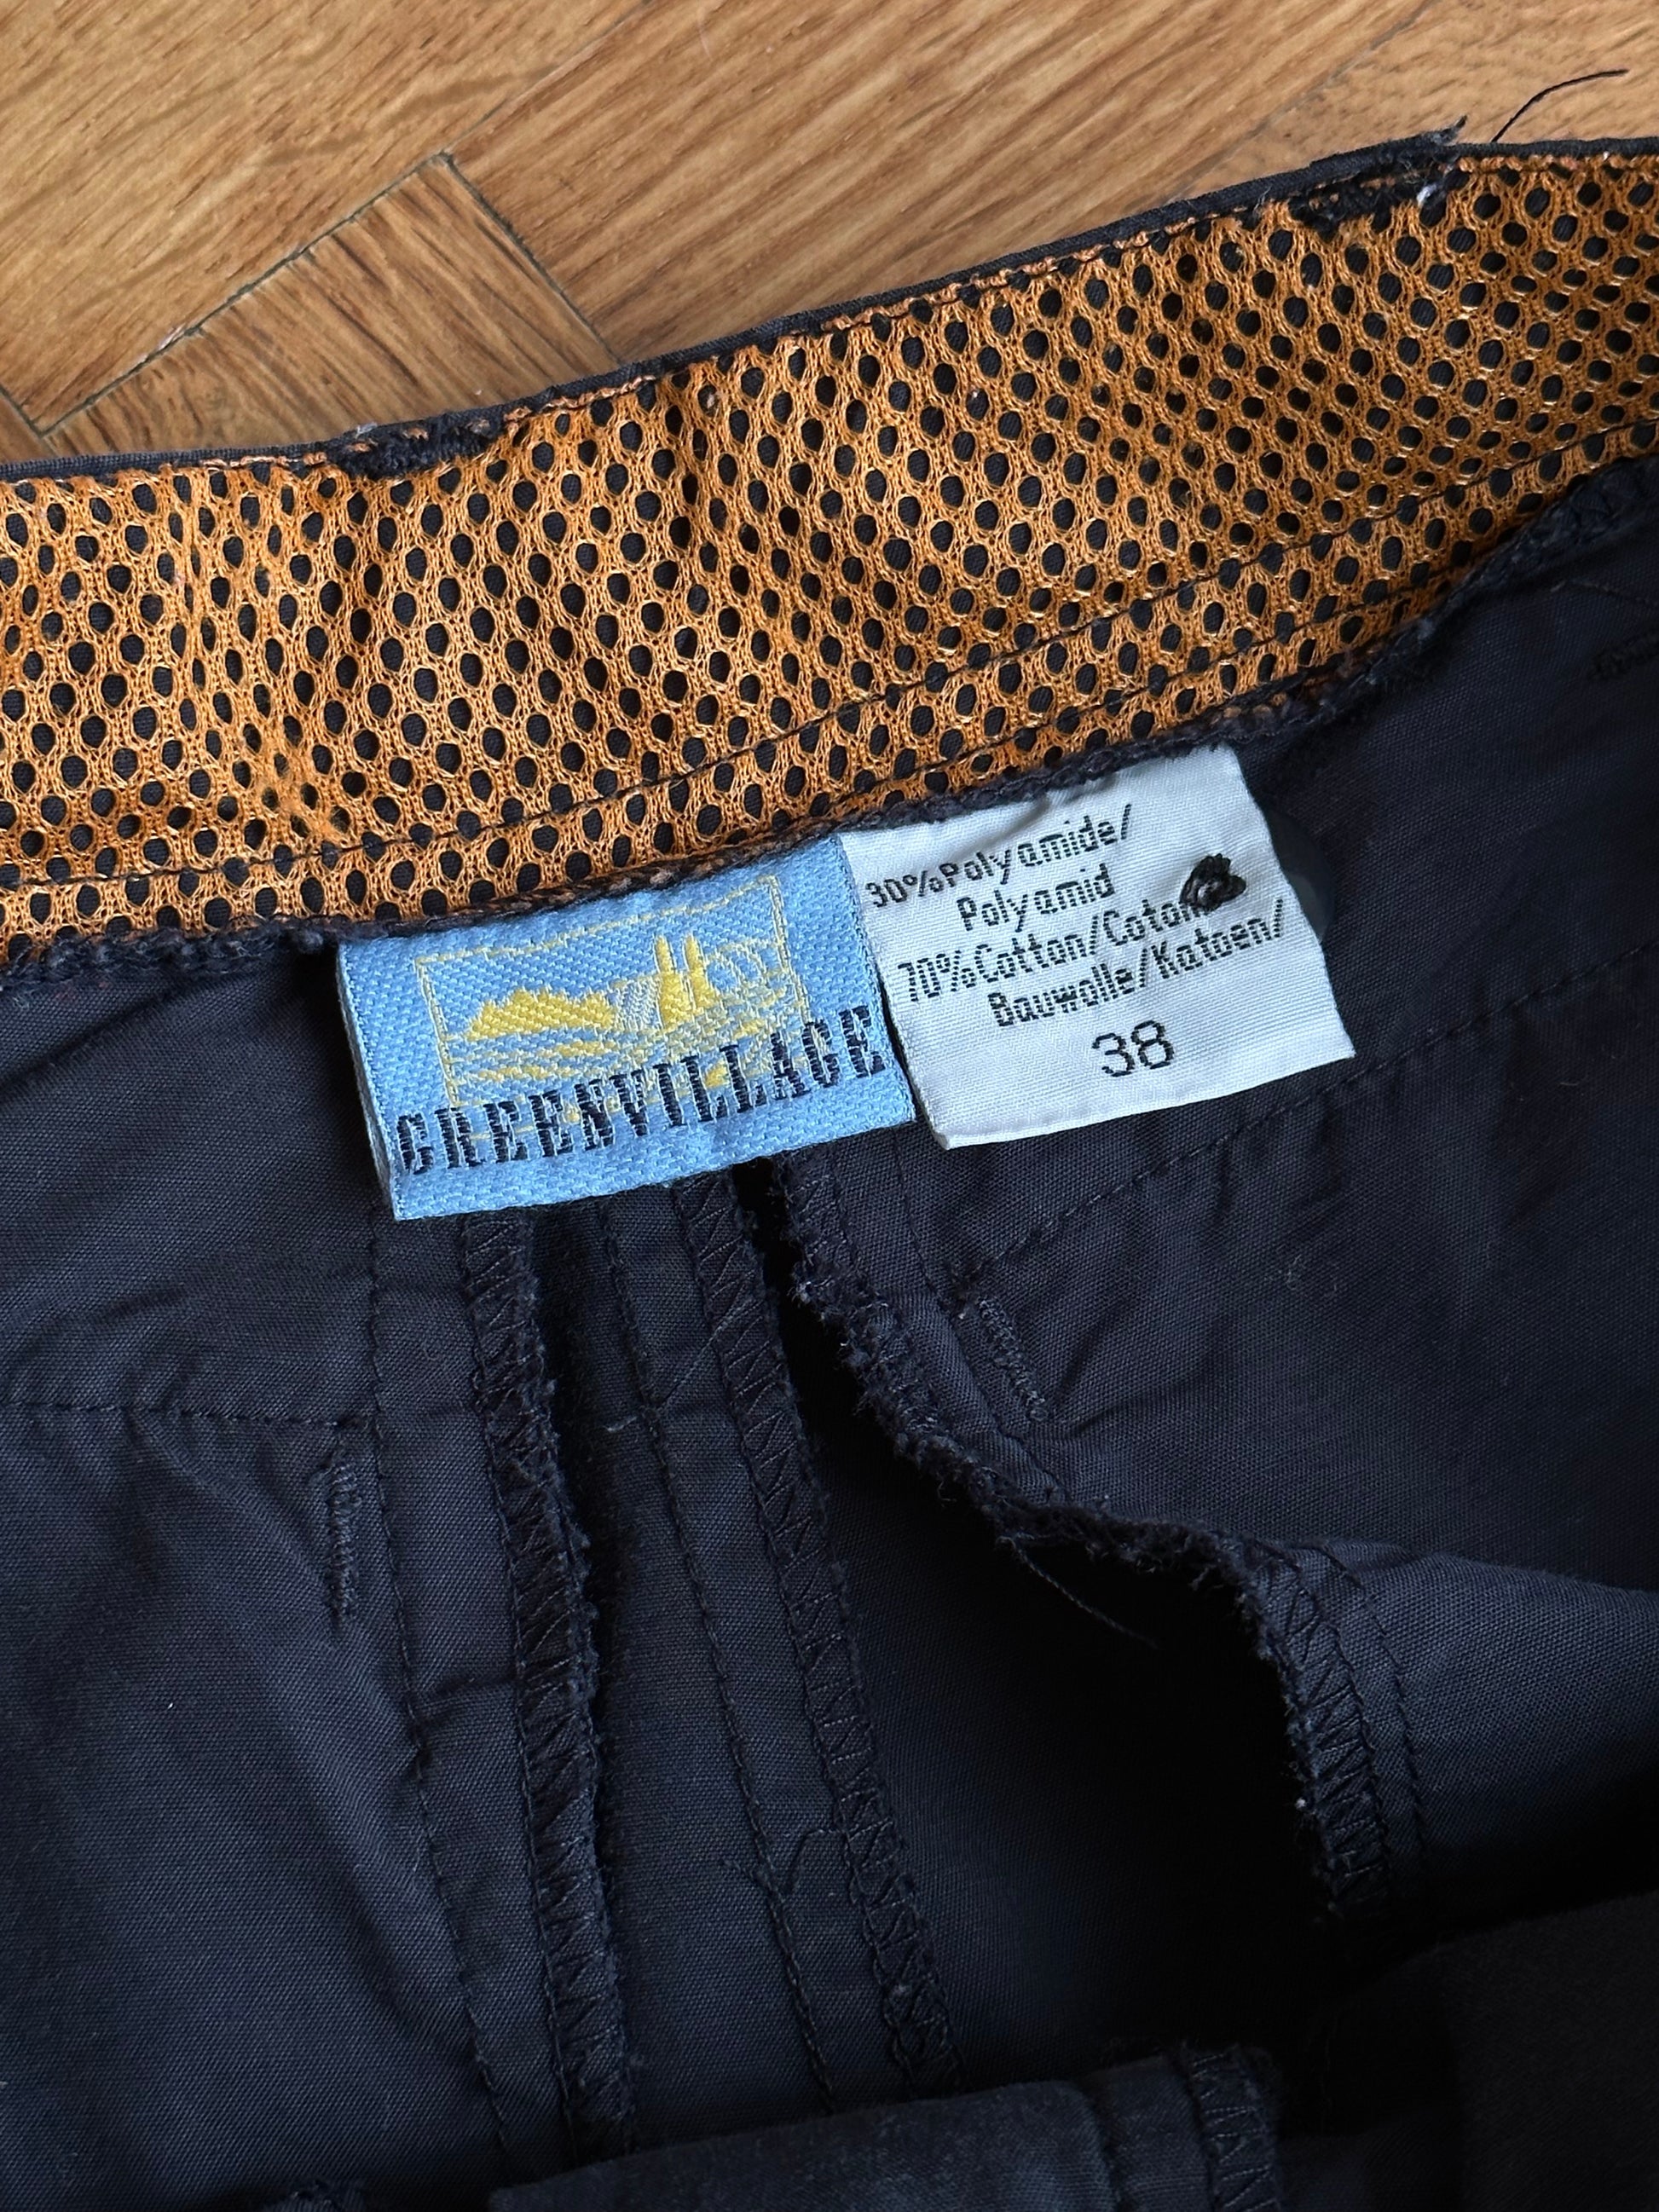 GREENVILLAGE
30%Polyamide/
Polyamid
70%Cotton/Coton/
Bauwolle/Katoen/
38